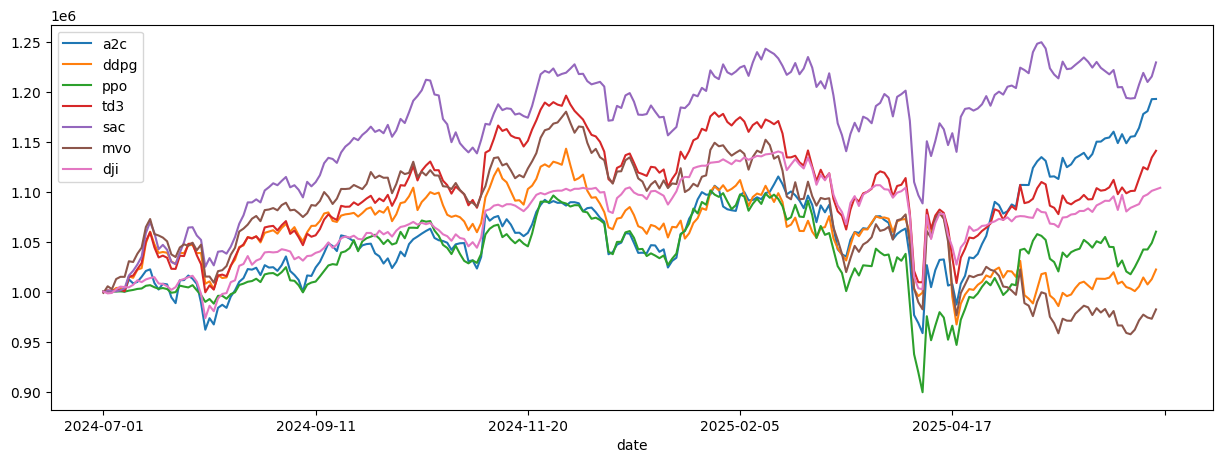 1e6
1.25
1.20
1.15
1.10
1.05
1.00
0.95
0.90
a2c
ddpg
ppo
td3
sac
mvo
dji
2024-07-01
2024-09-11
2024-11-20
2025-02-05
2025-04-17
date